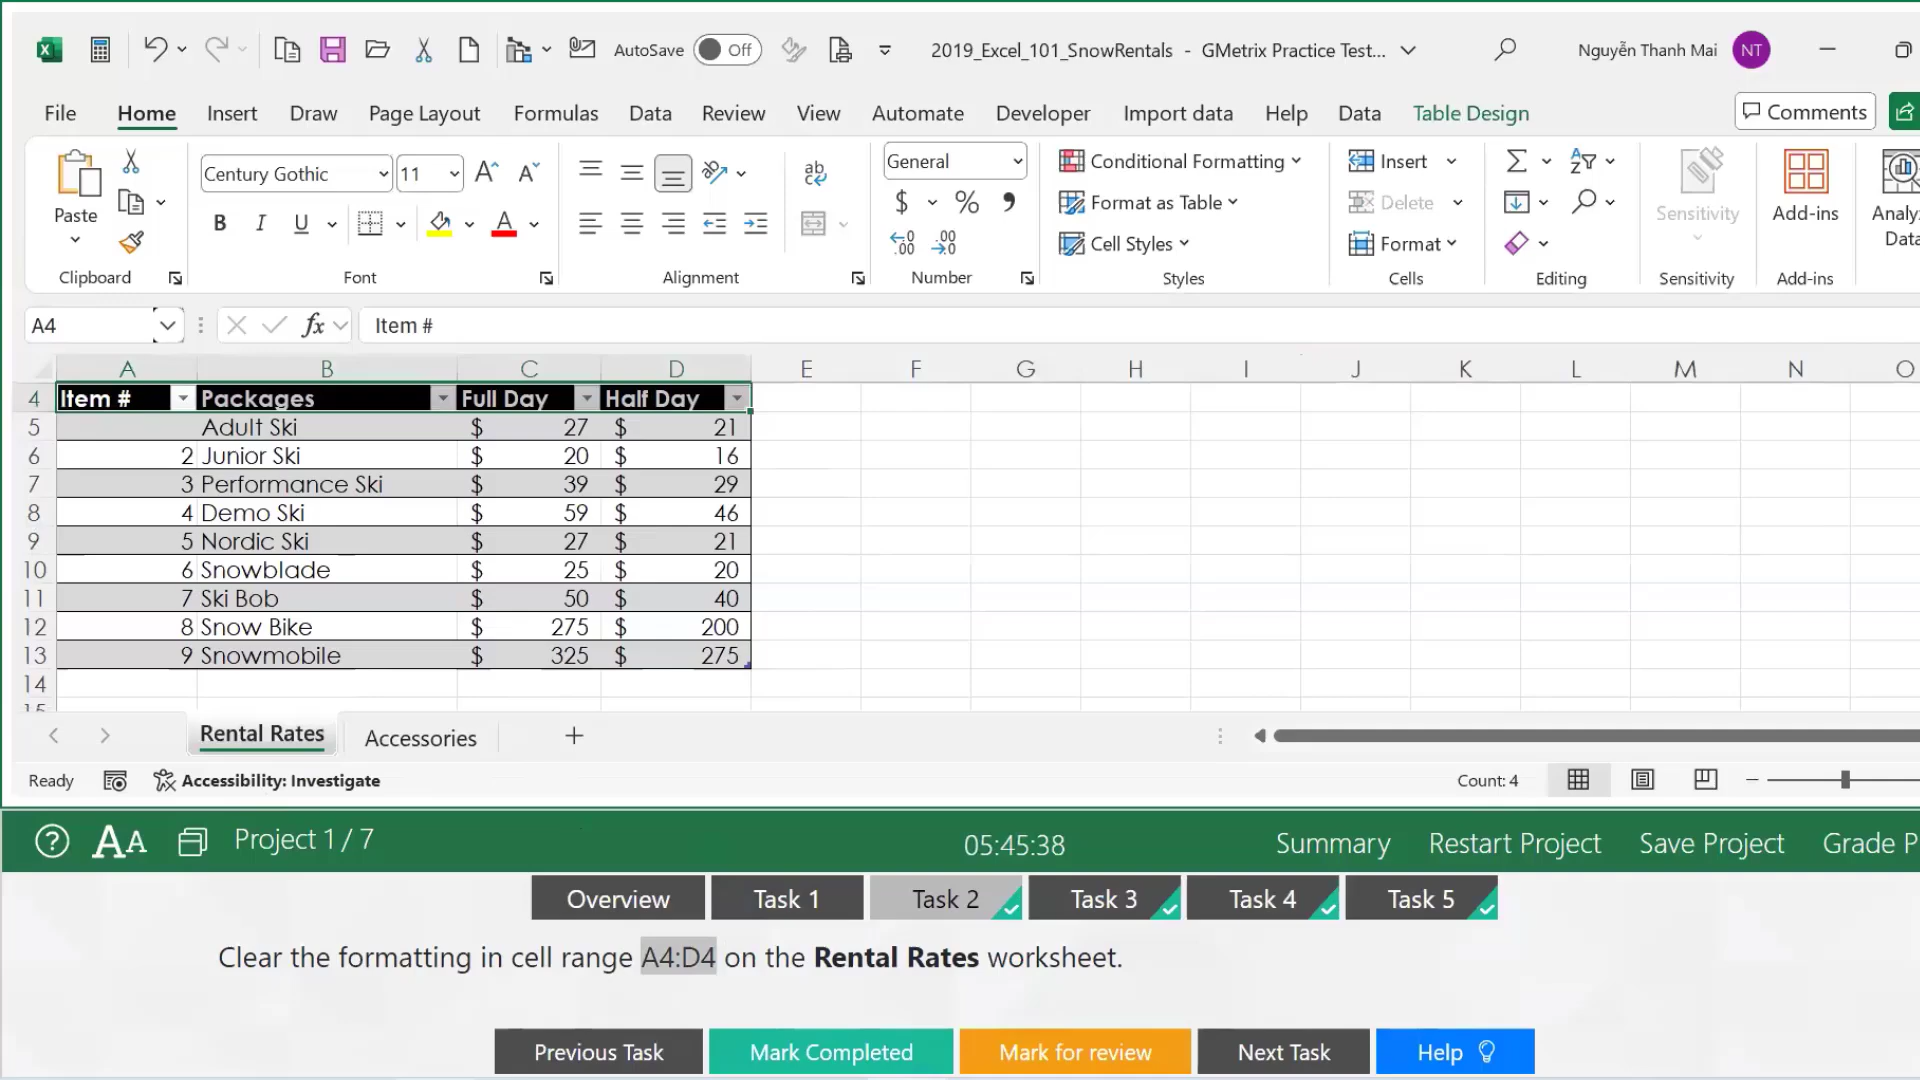 AutoSave Off 2019_Excel_101_SnowRentals - GMetrix Practice Test... Nguyễn Thanh Mai NT
File Home Insert Draw Page Layout Formulas Data Review View Automate Developer Import data Help Data Table Design Comments
Paste
Clipboard
Century Gothic 11
B I U A
Font
ab
Alignment
General
$ % 9
.00
Number
Conditional Formatting
Format as Table
Cell Styles
Styles
Insert
Delete
Format
Cells
Editing
Sensitivity
Sensitivity
Add-ins
Add-ins
Data
A4 fx Item #
A B C D E F G H I J K L M N O
4 Item # Packages Full Day Half Day
5 Adult Ski $ 27 $ 21
6 2 Junior Ski $ 20 $ 16
7 3 Performance Ski $ 39 $ 29
8 4 Demo Ski $ 59 $ 46
9 5 Nordic Ski $ 27 $ 21
10 6 Snowblade $ 25 $ 20
11 7 Ski Bob $ 50 $ 40
12 8 Snow Bike $ 275 $ 200
13 9 Snowmobile $ 325 $ 275
14
15
Rental Rates Accessories +
Ready Accessibility: Investigate Count: 4
? AA Project 1 / 7 05:45:38 Summary Restart Project Save Project Grade P
Overview Task 1 Task 2 Task 3 Task 4 Task 5
Clear the formatting in cell range A4:D4 on the Rental Rates worksheet.
Previous Task Mark Completed Mark for review Next Task Help